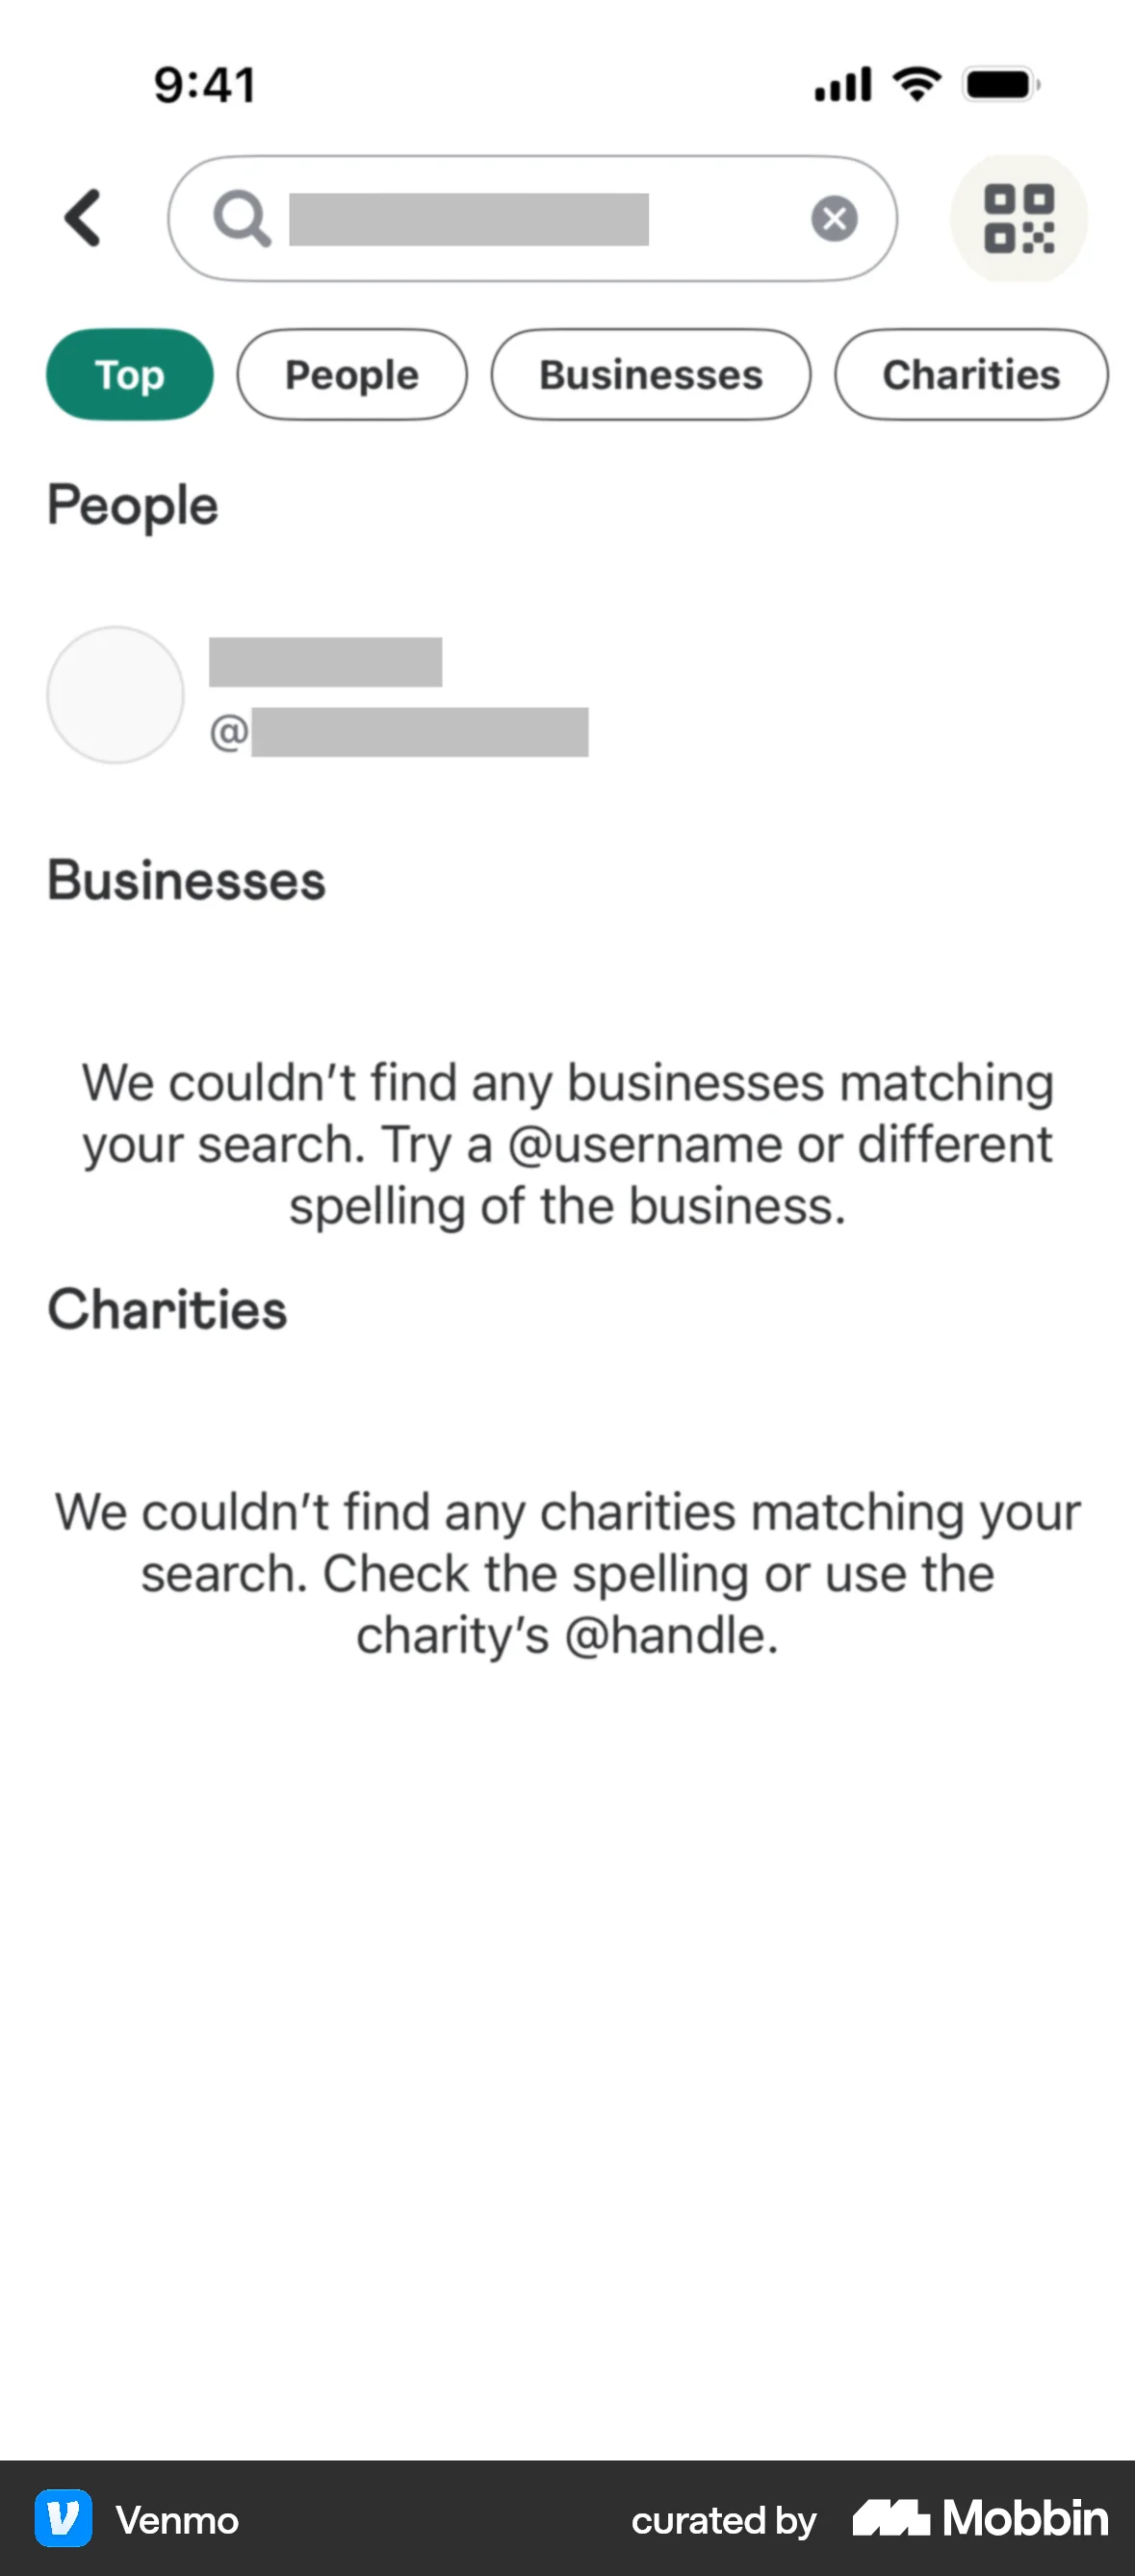 9:41
Top People Businesses Charities
People
@
Businesses
We couldn’t find any businesses matching
your search. Try a @username or different
spelling of the business.
Charities
We couldn’t find any charities matching your
search. Check the spelling or use the
charity’s @handle.
Venmo curated by Mobbin